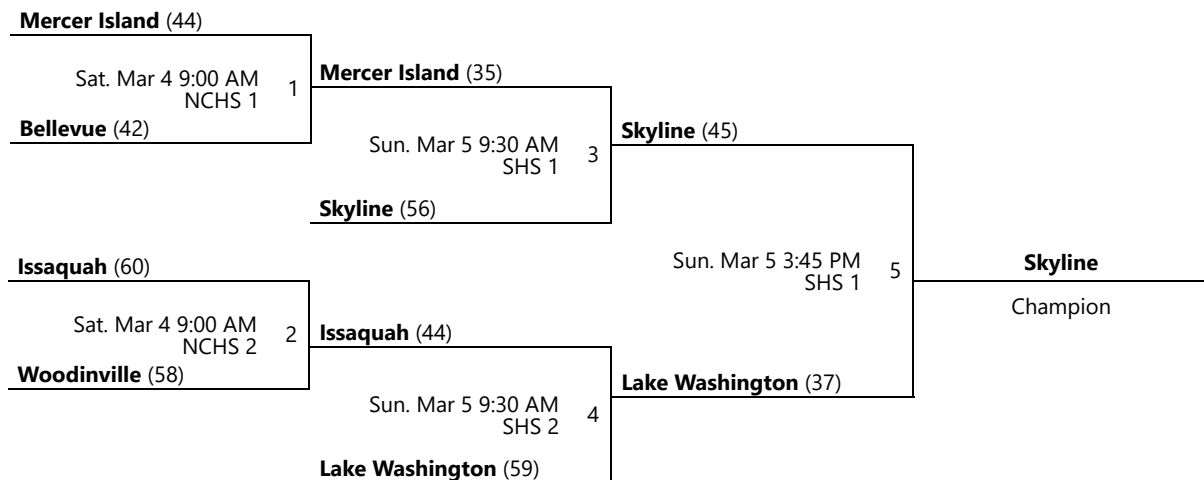 Mercer Island (44)
Sat. Mar 4 9:00 AM
NCHS 1
1
Bellevue (42)
Mercer Island (35)
Sun. Mar 5 9:30 AM
SHS 1
3
Skyline (56)
Skyline (45)
Issaquah (60)
Sat. Mar 4 9:00 AM
NCHS 2
2
Woodinville (58)
Issaquah (44)
Sun. Mar 5 9:30 AM
SHS 2
4
Lake Washington (59)
Lake Washington (37)
Sun. Mar 5 3:45 PM
SHS 1
5
Skyline
Champion